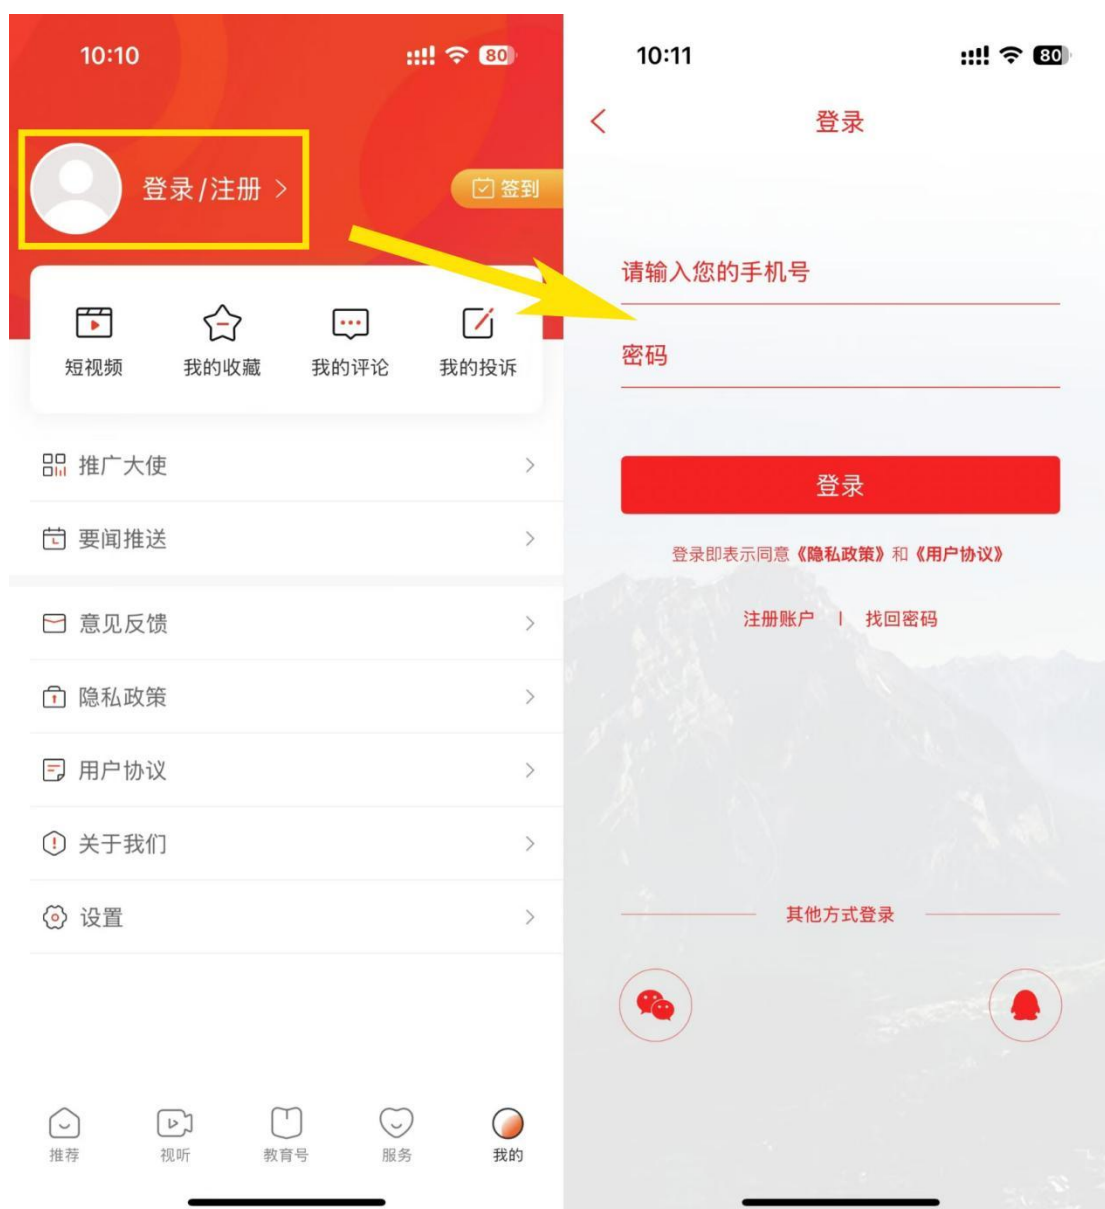 10:10
80
登录/注册
签到
短视频
我的收藏
我的评论
我的投诉
推广大使
要闻推送
意见反馈
隐私政策
用户协议
关于我们
设置
推荐
视听
教育号
服务
我的
10:11
80
登录
请输入您的手机号
密码
登录
登录即表示同意《隐私政策》和《用户协议》
注册账户 | 找回密码
其他方式登录